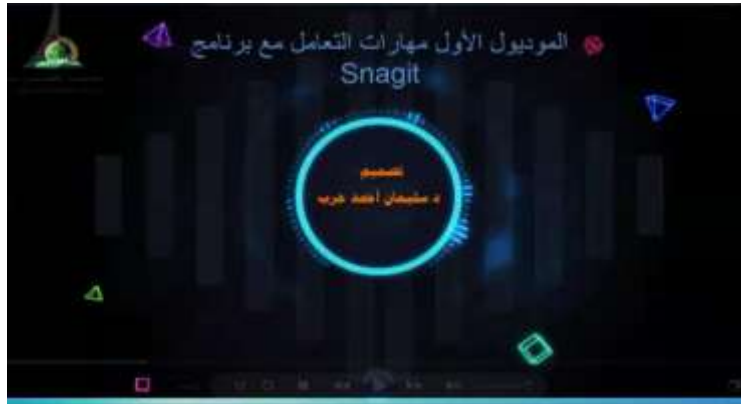 الموديول الأول مهارات التعامل مع برنامج
Snagit
تصميم
د سليمان أحمد حرب